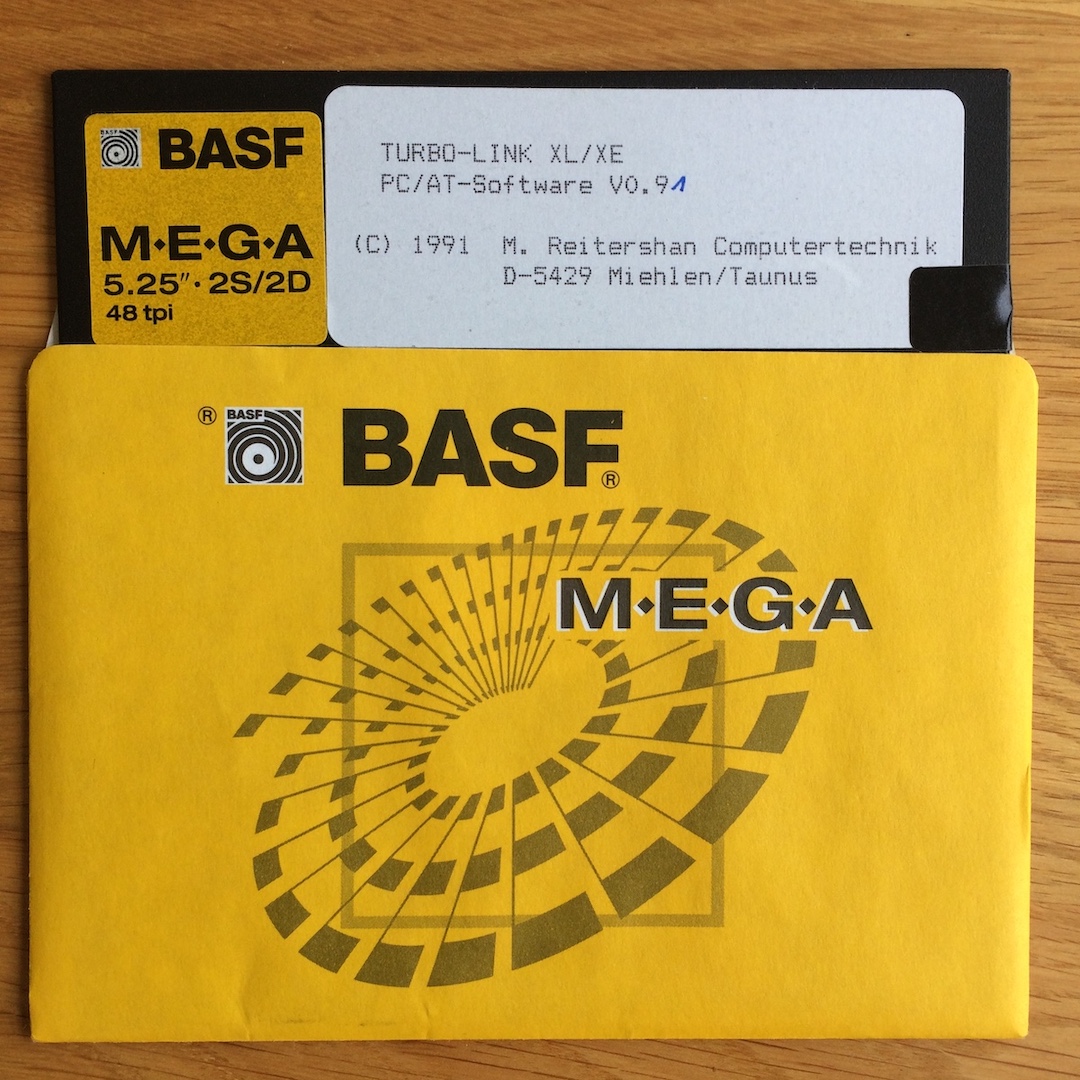 BASF
BASF
M·E·G·A
5.25″·2S/2D
48 tpi
TURBO-LINK XL/XE
PC/AT-Software V0.91
(C) 1991 M. Reitershan Computertechnik
D-5429 Miehlen/Taunus
® BASF
BASF®
M·E·G·A